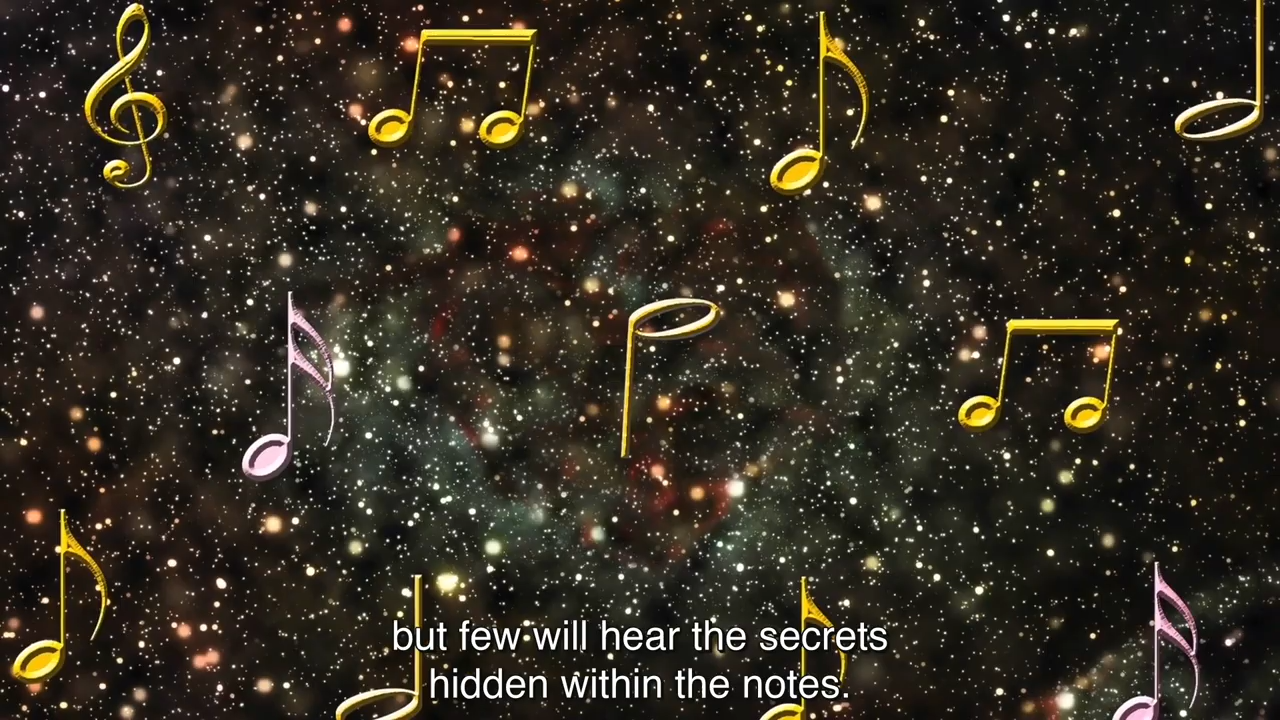 but few will hear the secrets
hidden within the notes.